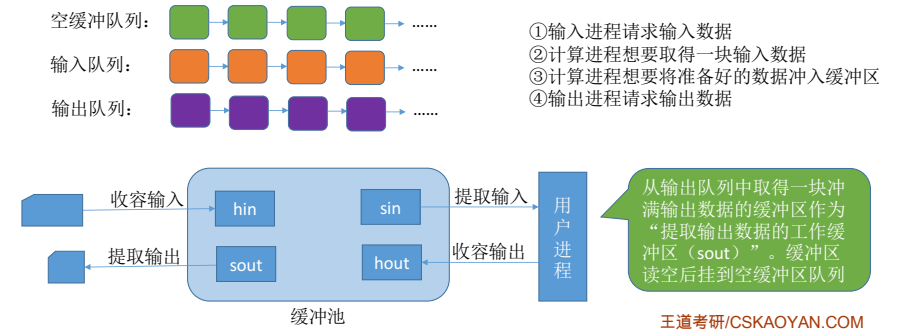 空缓冲队列：
……
输入队列：
……
输出队列：
……
①输入进程请求输入数据
②计算进程想要取得一块输入数据
③计算进程想要将准备好的数据冲入缓冲区
④输出进程请求输出数据
收容输入
hin
sin
提取输入
提取输出
sout
hout
收容输出
用户进程
缓冲池
从输出队列中取得一块冲
满输出数据的缓冲区作为
“提取输出数据的工作缓
冲区（sout）”。缓冲区
读空后挂到空缓冲区队列
王道考研/CSKAOYAN.COM